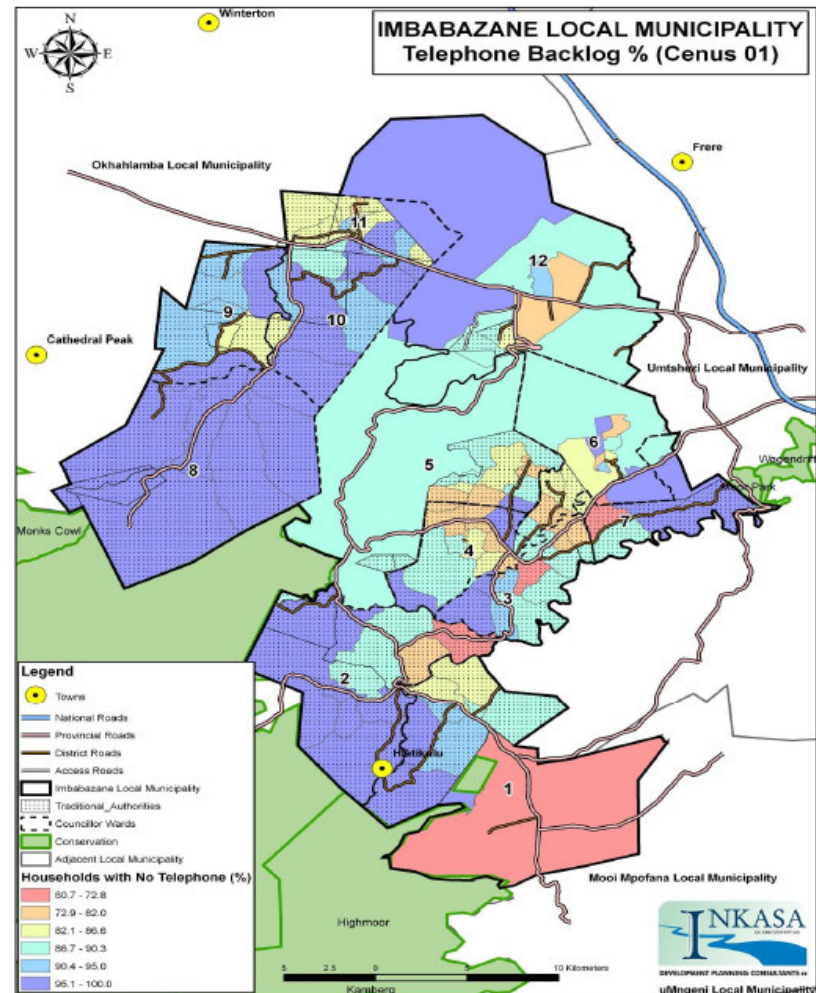 IMBABAZANE LOCAL MUNICIPALITY
Telephone Backlog % (Cenus 01)
N
W
E
S
Winterton
Frere
Okhahlamba Local Municipality
11
12
9
10
Cathedral Peak
Umtshezi Local Municipality
6
8
5
7
Monks Cowl
4
3
2
1
Mooi Mpofana Local Municipality
Highmoor
Kamberg
Legend
Towns
National Roads
Provincial Roads
District Roads
Access Roads
Imbabazane Local Municipality
Traditional_Authorities
Councillor Wards
Conservation
Adjacent Local Municipality
Households with No Telephone (%)
60.7 - 72.8
72.9 - 82.0
82.1 - 86.6
86.7 - 90.3
90.4 - 95.0
95.1 - 100.0
5
0
5
10 Kilometers
INKASA
DEVELOPMENT PLANNING CONSULTANTS
uMngeni Local Municipality